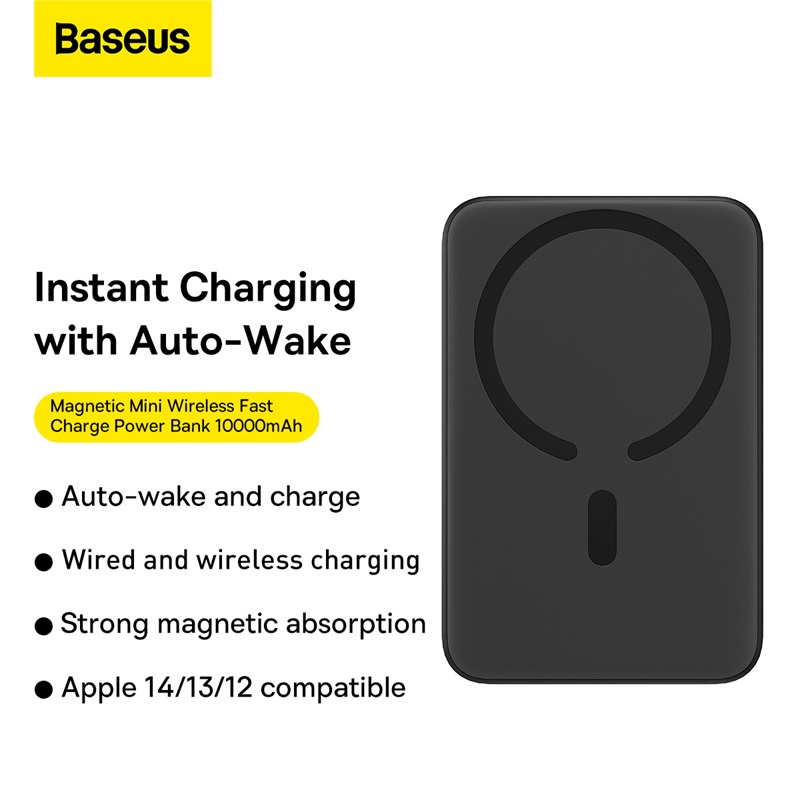 Baseus
Instant Charging
with Auto-Wake
Magnetic Mini Wireless Fast
Charge Power Bank 10000mAh
● Auto-wake and charge
● Wired and wireless charging
● Strong magnetic absorption
● Apple 14/13/12 compatible